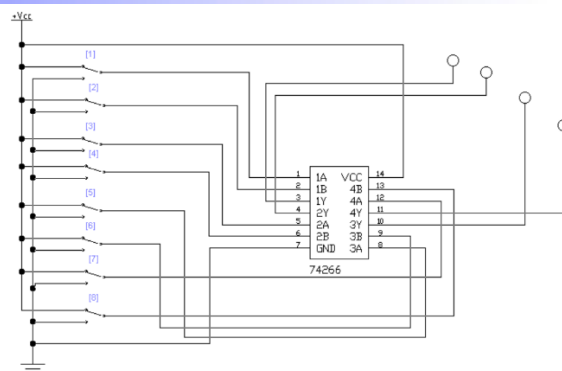 +Vcc
[1]
[2]
[3]
[4]
[5]
[6]
[7]
[8]
1 1A VCC 14
2 1B 4B 13
3 1Y 4A 12
4 2Y 4Y 11
5 2A 3Y 10
6 2B 3B 9
7 GND 3A 8
74266